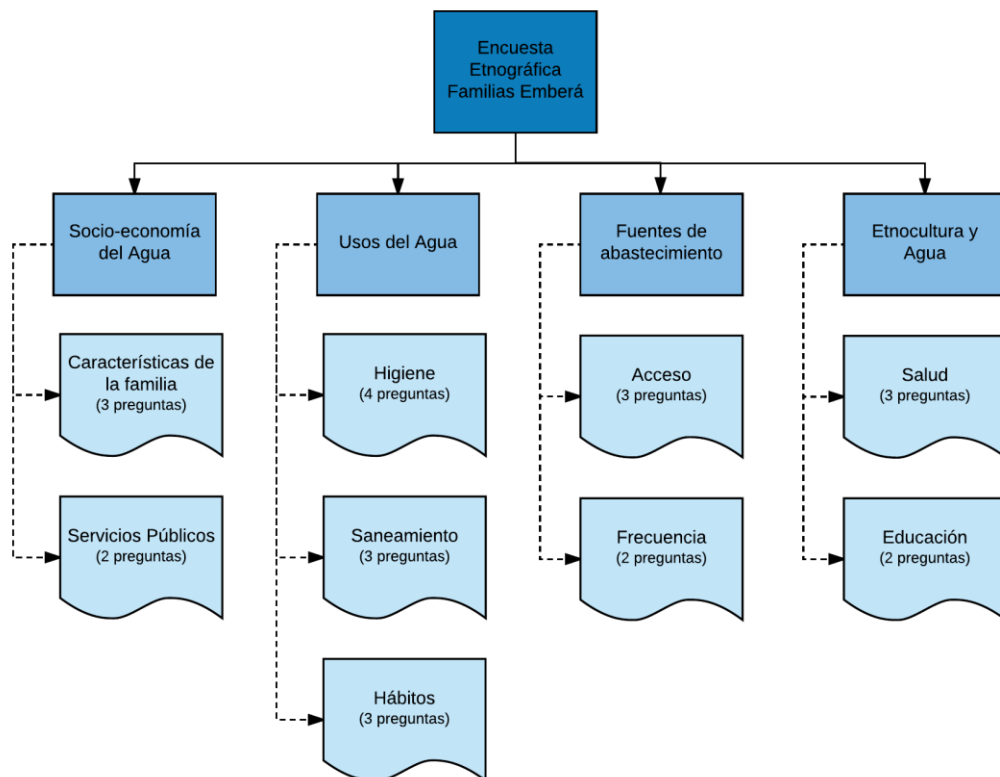 Encuesta
Etnográfica
Familias Emberá
Socio-economía
del Agua
Usos del Agua
Fuentes de
abastecimiento
Etnocultura y
Agua
Característicaś de
la familia
(3 preguntas)
Higiene
(4 preguntas)
Acceso
(3 preguntas)
Salud
(3 preguntas)
Servicios Públicos
(2 preguntas)
Saneamiento
(3 preguntas)
Frecuencia
(2 preguntas)
Educación
(2 preguntas)
Hábitos
(3 preguntas)